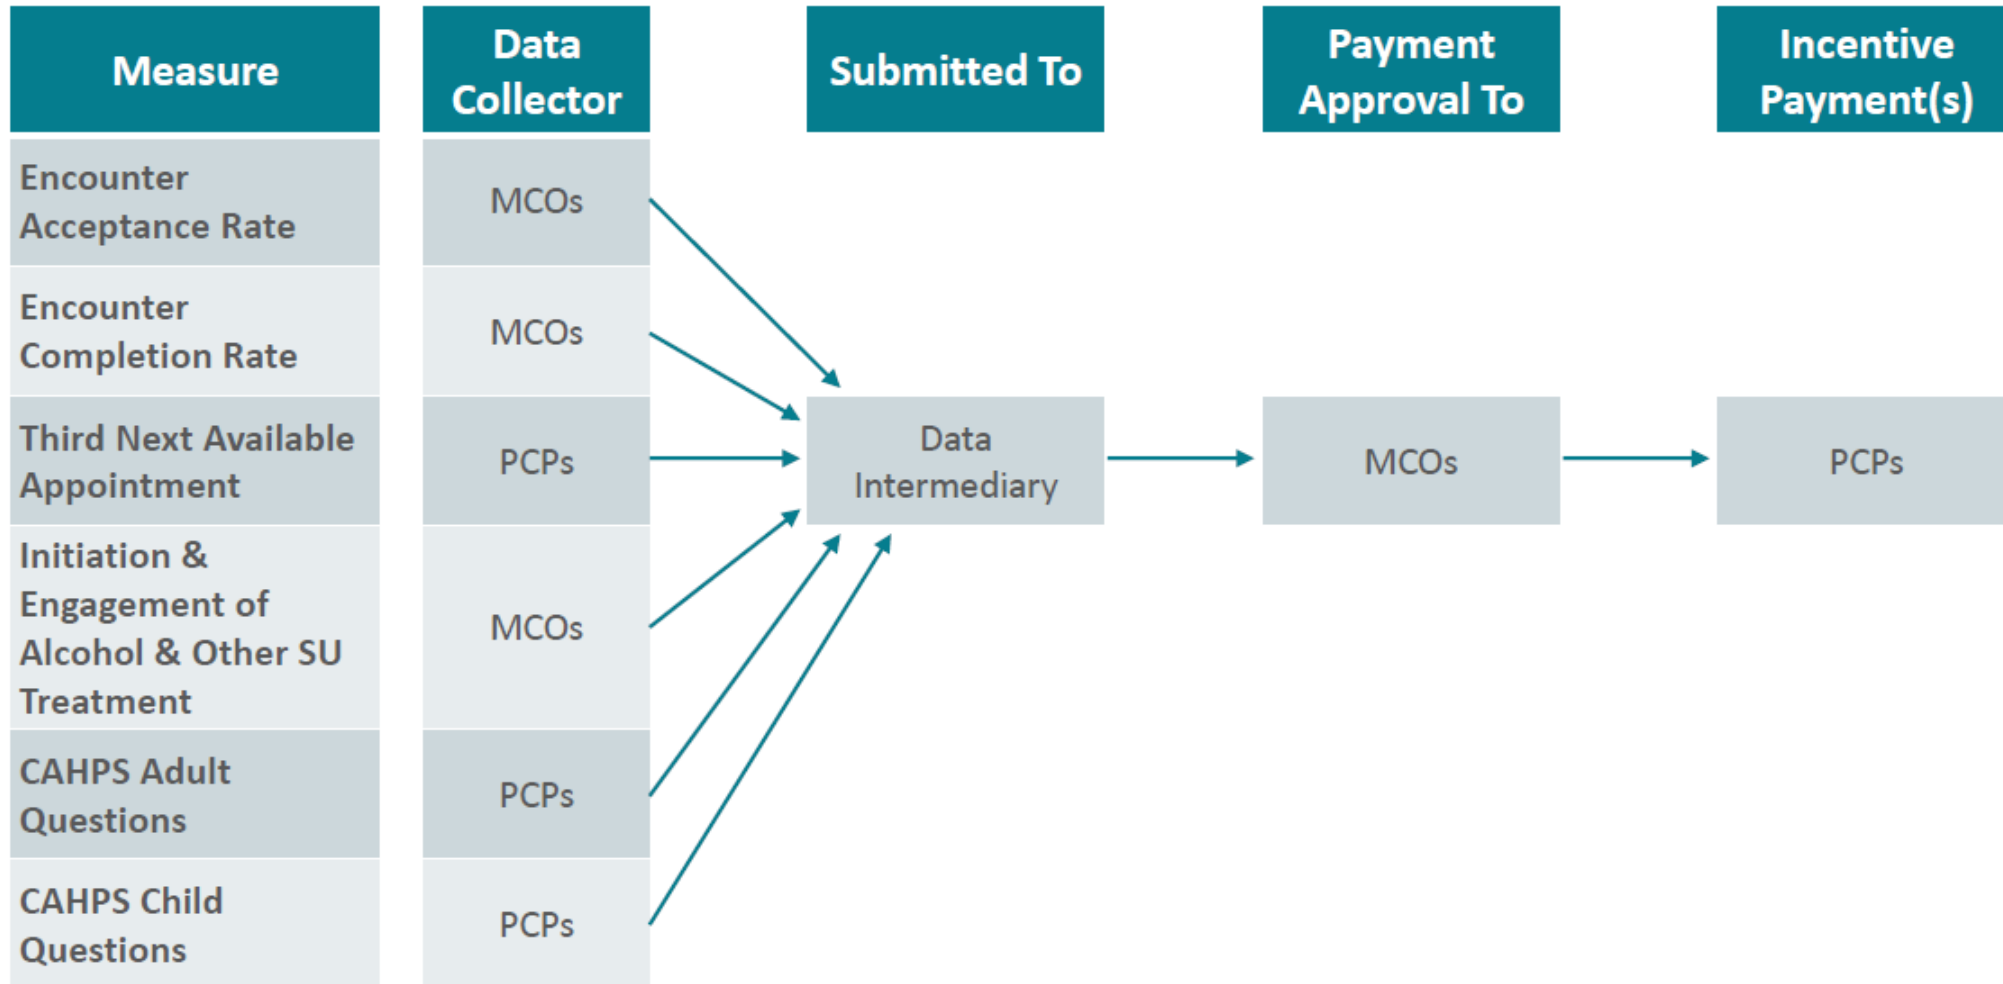 Measure
Data
Collector
Submitted To
Payment
Approval To
Incentive
Payment(s)
Encounter
Acceptance Rate
MCOs
Encounter
Completion Rate
MCOs
Third Next Available
Appointment
PCPs
Data
Intermediary
MCOs
PCPs
Initiation &
Engagement of
Alcohol & Other SU
Treatment
MCOs
CAHPS Adult
Questions
PCPs
CAHPS Child
Questions
PCPs